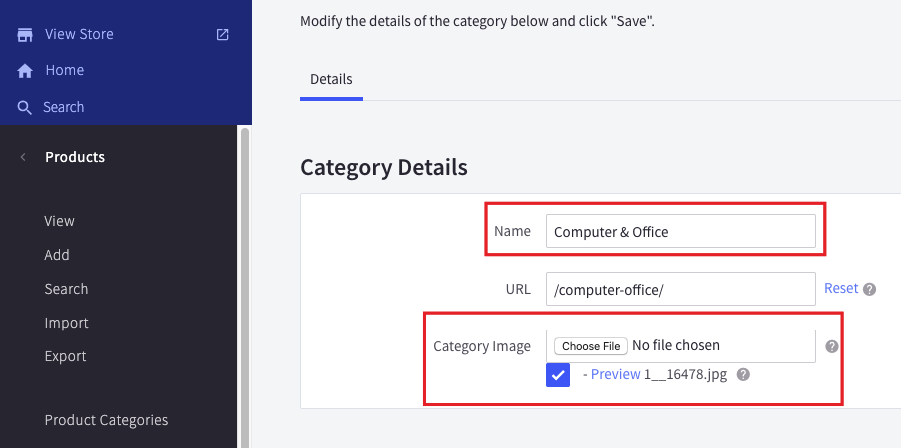 View Store
Home
Search
Products
View
Add
Search
Import
Export
Product Categories
Modify the details of the category below and click "Save".
Details
Category Details
Name Computer & Office
URL /computer-office/ Reset ?
Category Image Choose File No file chosen ?
- Preview 1__16478.jpg ?